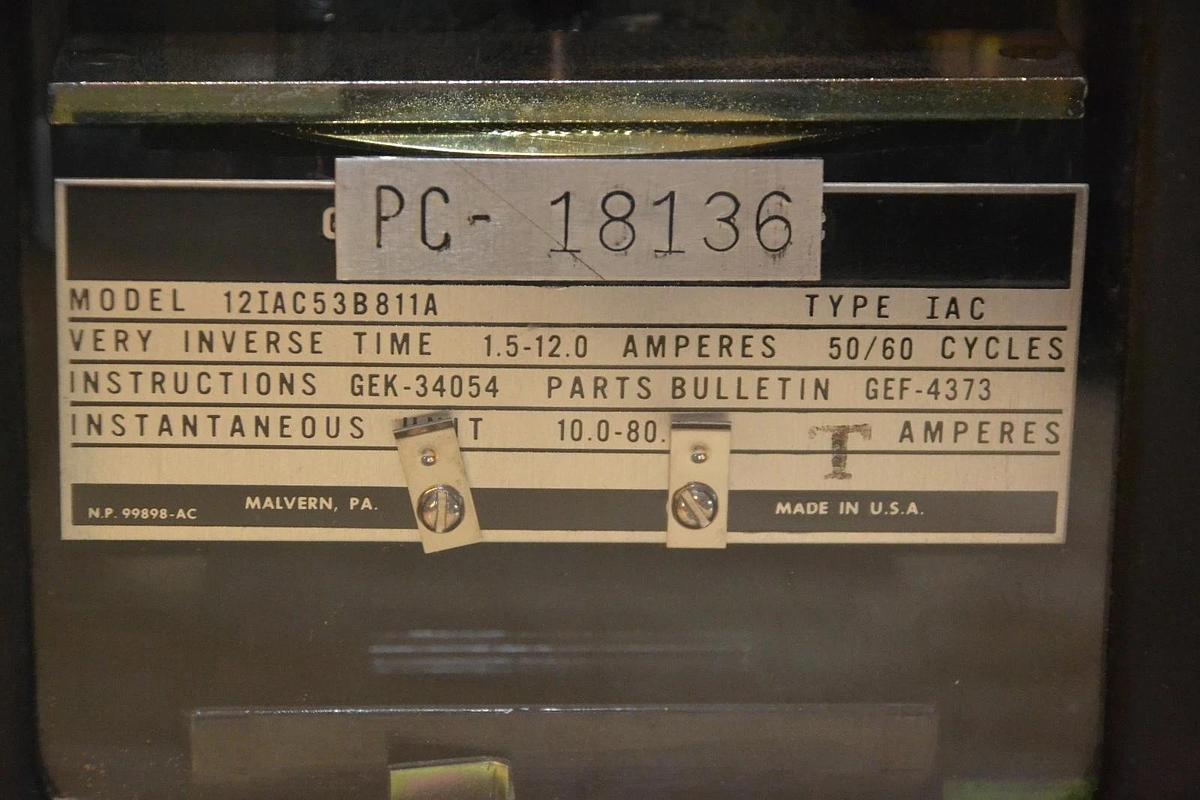 PC- 18136
MODEL 12IAC53B811A TYPE IAC
VERY INVERSE TIME 1.5-12.0 AMPERES 50/60 CYCLES
INSTRUCTIONS GEK-34054 PARTS BULLETIN GEF-4373
INSTANTANEOUS 10.0-80. AMPERES
T
N.P. 99898-AC MALVERN, PA. MADE IN U.S.A.